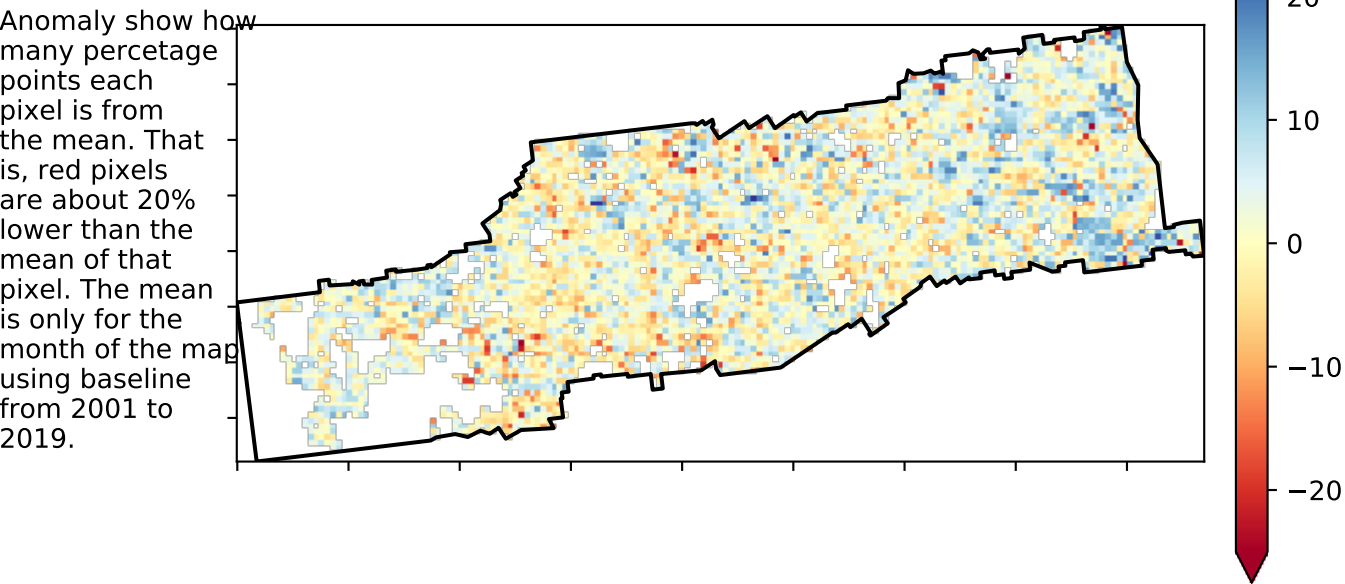 Anomaly show how
many percetage
points each
pixel is from
the mean. That
is, red pixels
are about 20%
lower than the
mean of that
pixel. The mean
is only for the
month of the map
using baseline
from 2001 to
2019.
20
10
0
−10
−20